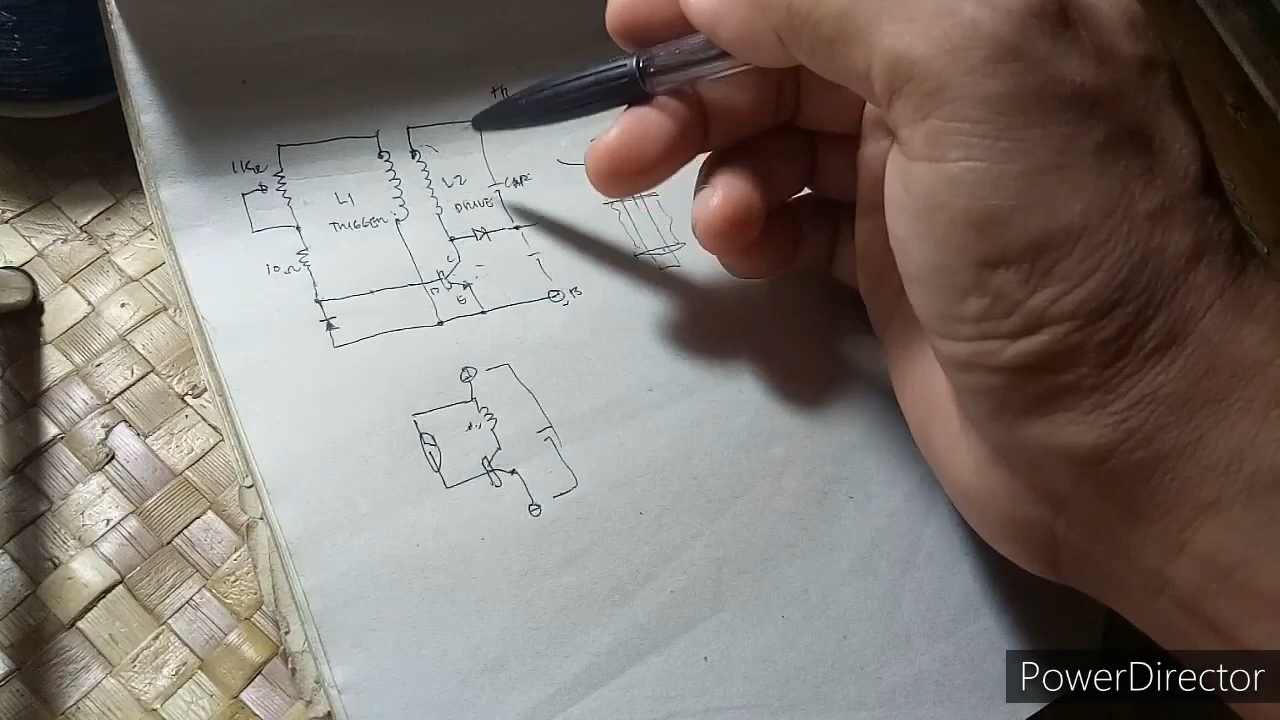 1KΩ
L1
TRIGGER
L2
DRIVE
CAP
10Ω
C
B
E
PowerDirector